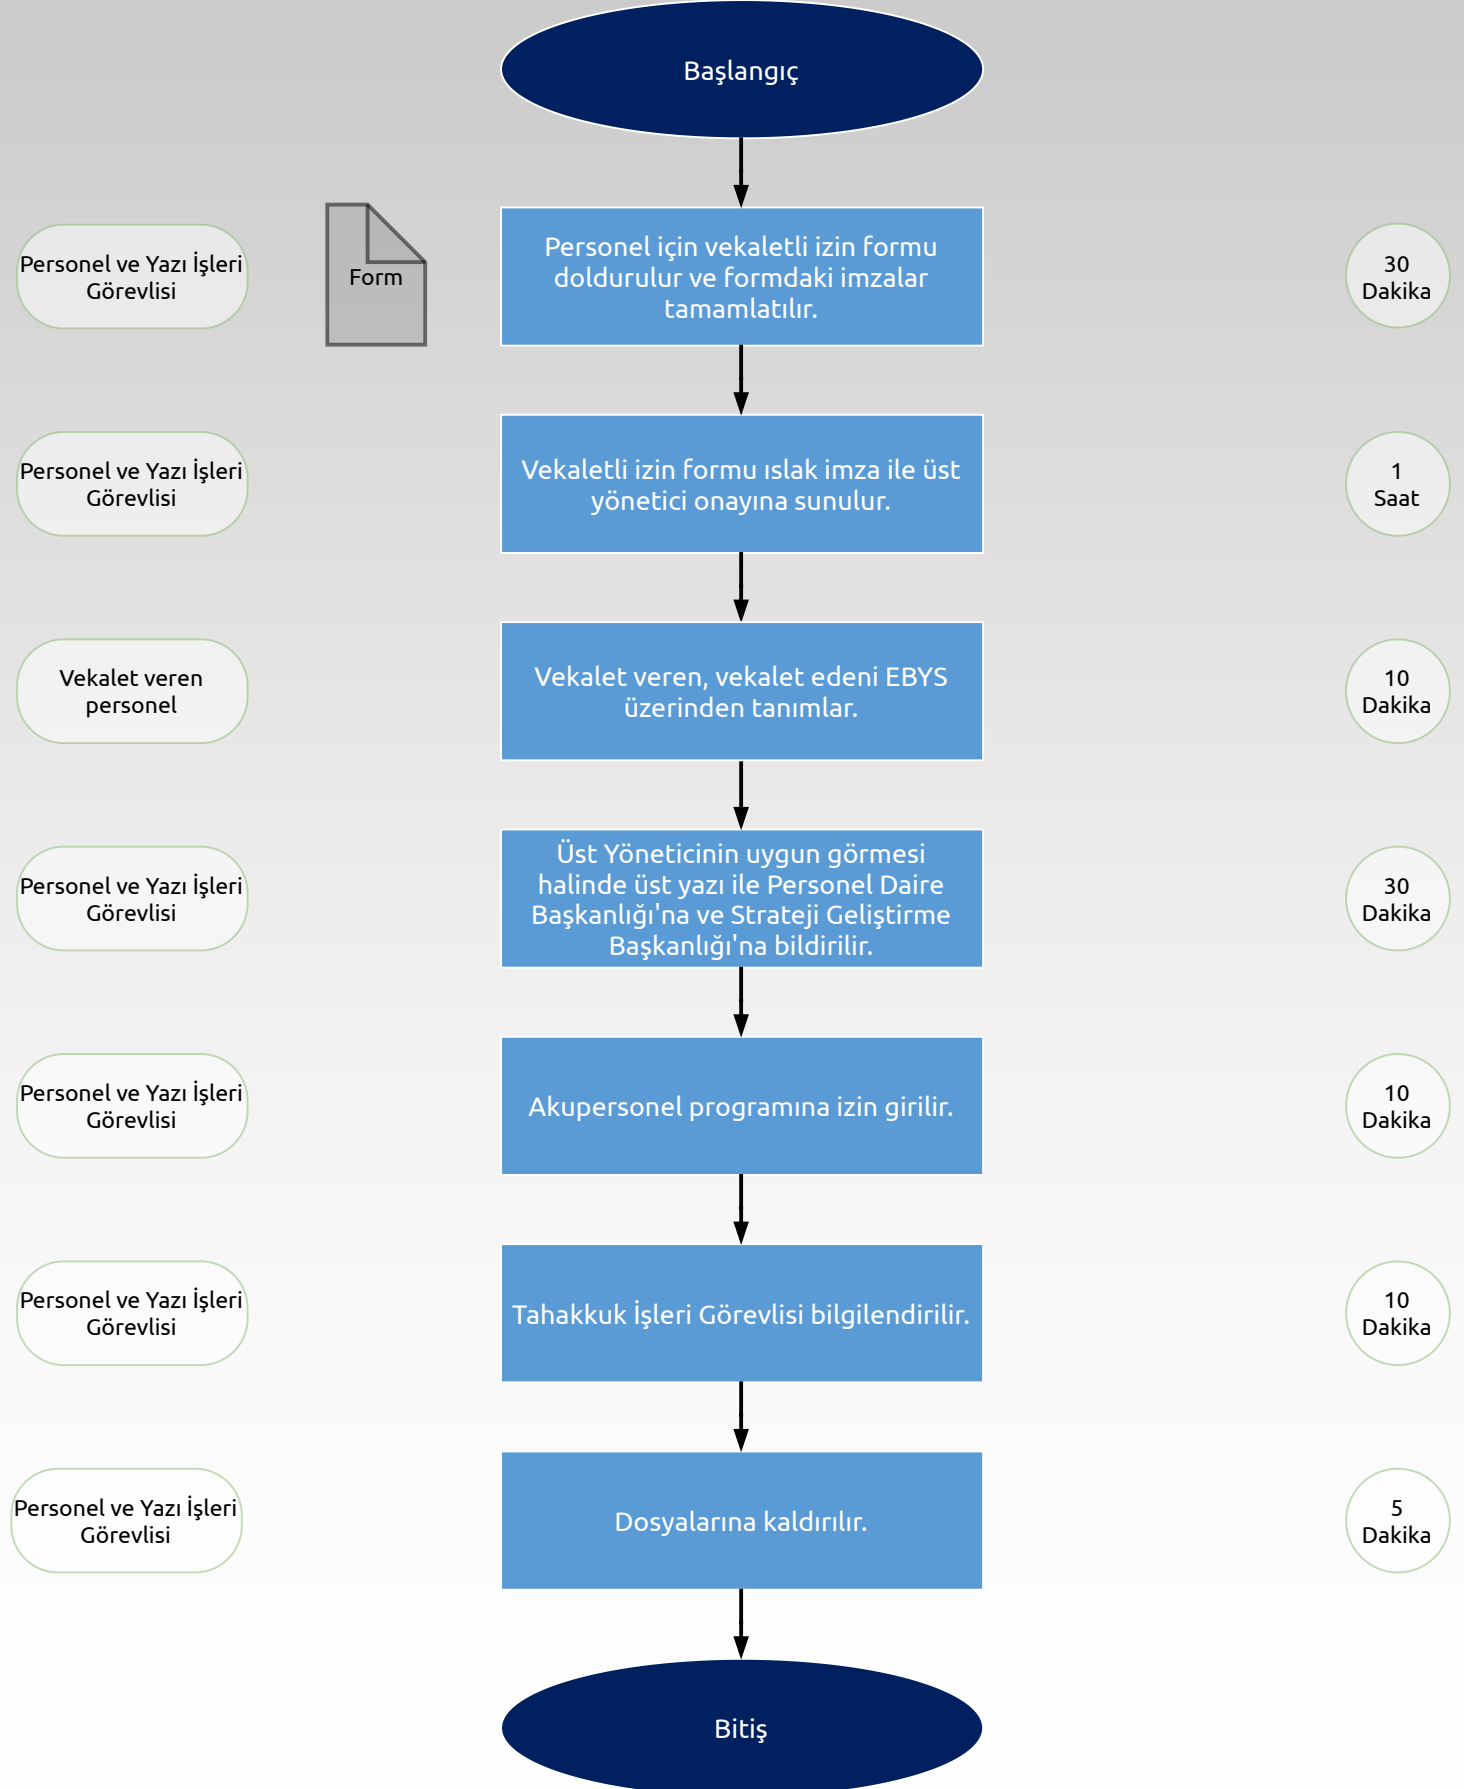 Başlangıç
Personel ve Yazı İşleri
Görevlisi
Form
Personel için vekaletli izin formu
doldurulur ve formdaki imzalar
tamamlatılır.
30
Dakika
Personel ve Yazı İşleri
Görevlisi
Vekaletli izin formu ıslak imza ile üst
yönetici onayına sunulur.
1
Saat
Vekalet veren
personel
Vekalet veren, vekalet edeni EBYS
üzerinden tanımlar.
10
Dakika
Personel ve Yazı İşleri
Görevlisi
Üst Yöneticinin uygun görmesi
halinde üst yazı ile Personel Daire
Başkanlığı'na ve Strateji Geliştirme
Başkanlığı'na bildirilir.
30
Dakika
Personel ve Yazı İşleri
Görevlisi
Akupersonel programına izin girilir.
10
Dakika
Personel ve Yazı İşleri
Görevlisi
Tahakkuk İşleri Görevlisi bilgilendirilir.
10
Dakika
Personel ve Yazı İşleri
Görevlisi
Dosyalarına kaldırılır.
5
Dakika
Bitiş